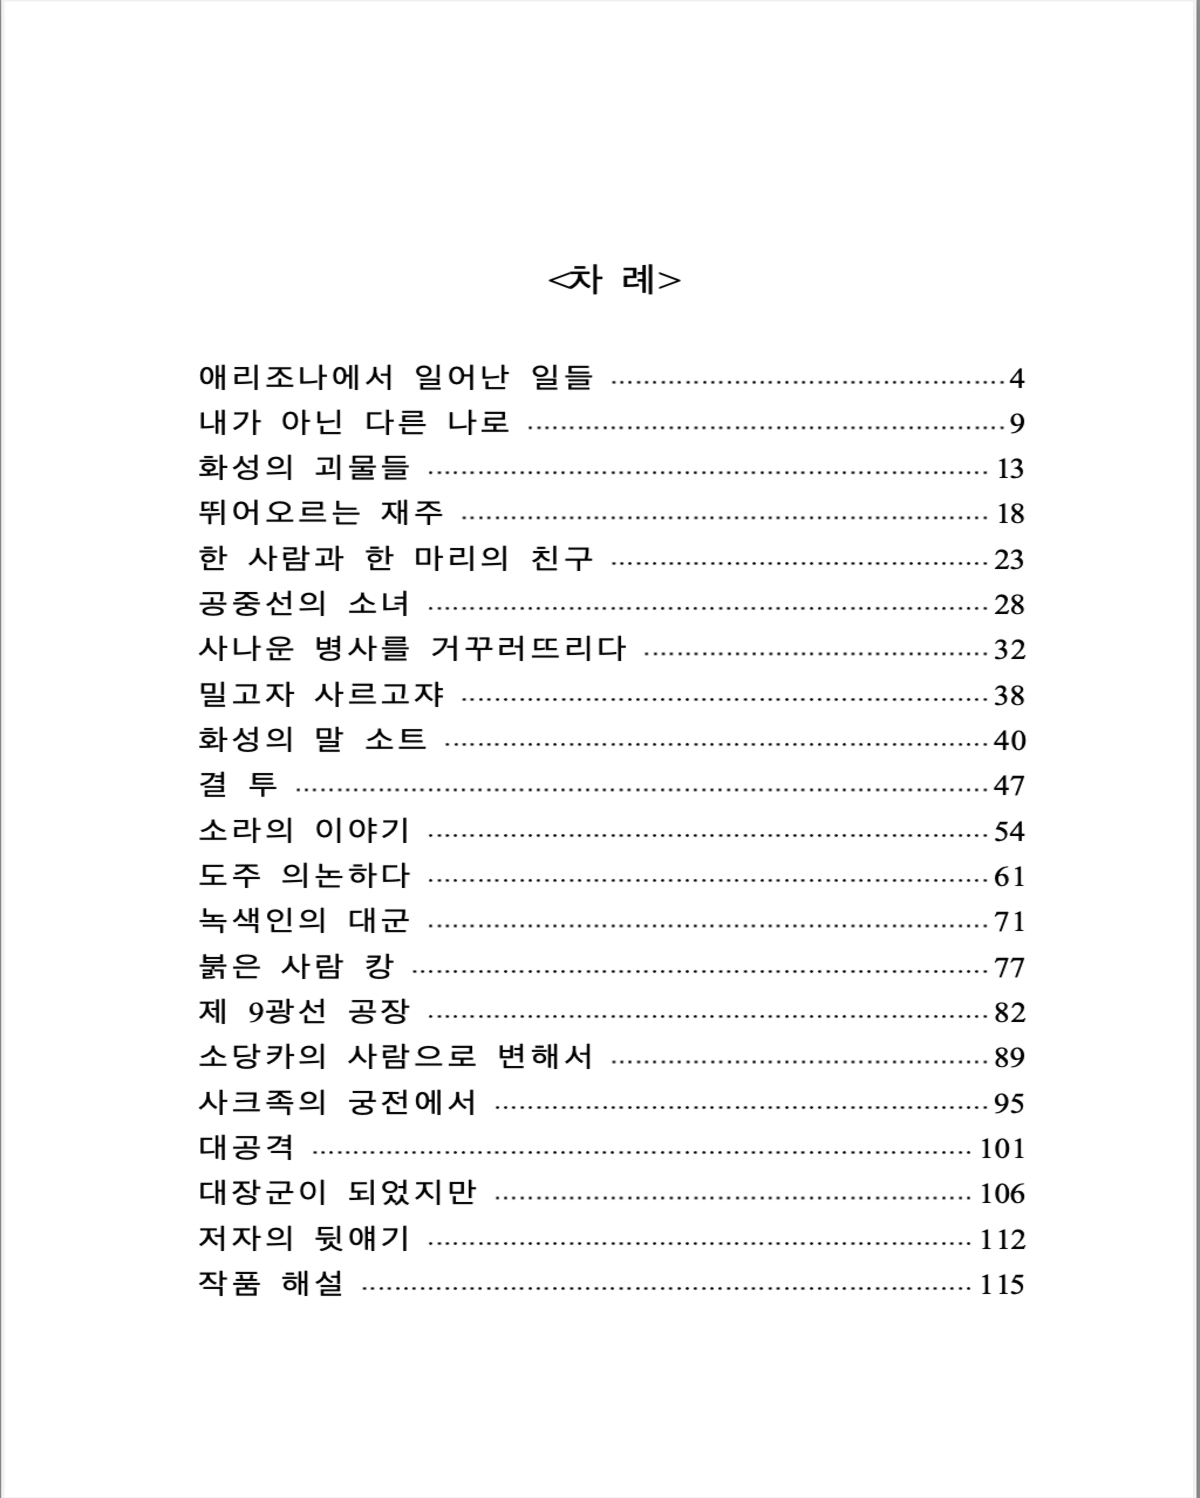 <차 례>
애리조나에서 일어난 일들 ................................................ 4
내가 아닌 다른 나로 .......................................................... 9
화성의 괴물들 .................................................................... 13
뛰어오르는 재주 ................................................................ 18
한 사람과 한 마리의 친구 .............................................. 23
공중선의 소녀 .................................................................... 28
사나운 병사를 거꾸러뜨리다 .......................................... 32
밀고자 사르고쟈 ................................................................ 38
화성의 말 소트 .................................................................. 40
결 투 .................................................................................... 47
소라의 이야기 .................................................................... 54
도주 의논하다 .................................................................... 61
녹색인의 대군 .................................................................... 71
붉은 사람 캉 ...................................................................... 77
제 9광선 공장 .................................................................... 82
소당카의 사람으로 변해서 .............................................. 89
사크족의 궁전에서 ............................................................ 95
대공격 ................................................................................ 101
대장군이 되었지만 .......................................................... 106
저자의 뒷얘기 .................................................................. 112
작품 해설 .......................................................................... 115